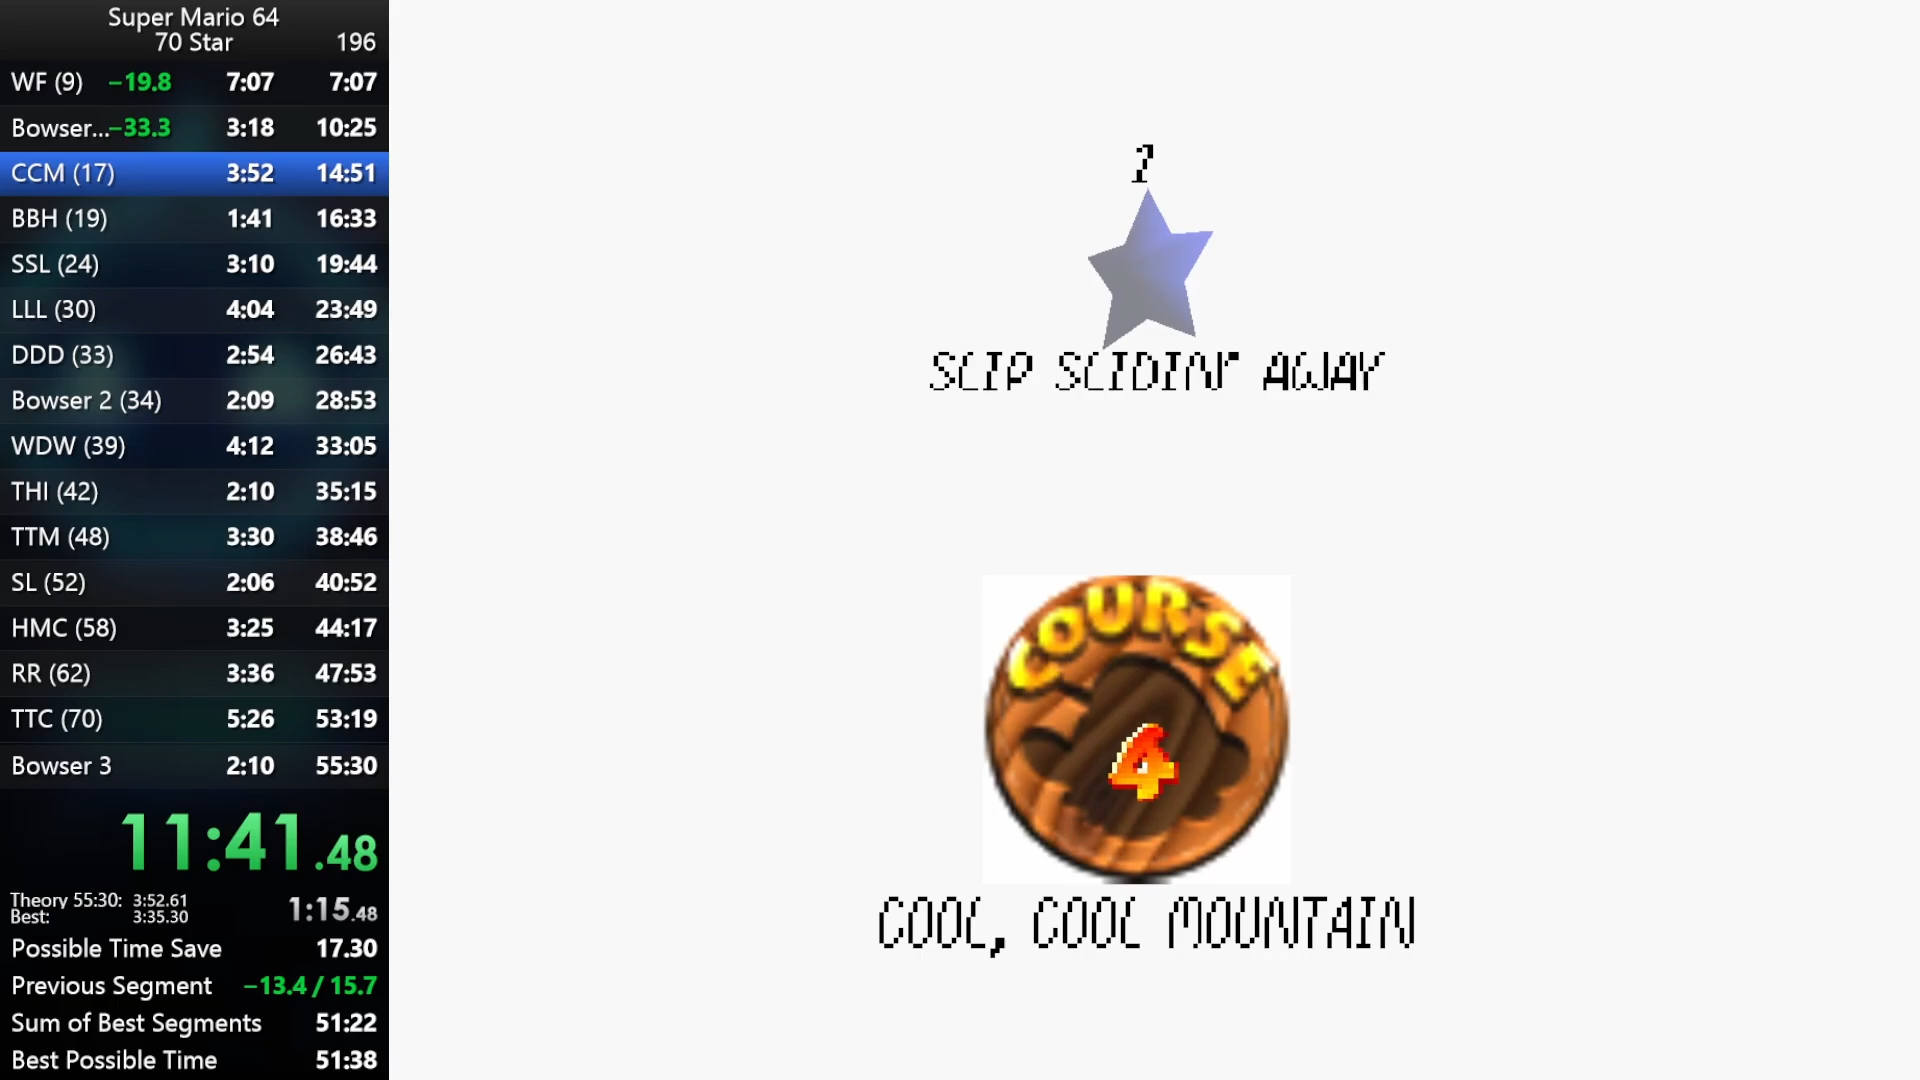 Super Mario 64
70 Star 196
WF (9) −19.8 7:07 7:07
Bowser...−33.3 3:18 10:25
CCM (17) 3:52 14:51
BBH (19) 1:41 16:33
SSL (24) 3:10 19:44
LLL (30) 4:04 23:49
DDD (33) 2:54 26:43
Bowser 2 (34) 2:09 28:53
WDW (39) 4:12 33:05
THI (42) 2:10 35:15
TTM (48) 3:30 38:46
SL (52) 2:06 40:52
HMC (58) 3:25 44:17
RR (62) 3:36 47:53
TTC (70) 5:26 53:19
Bowser 3 2:10 55:30
11:41.48
Theory 55:30: 3:52.61
Best: 3:35.30
1:15.48
Possible Time Save 17.30
Previous Segment −13.4 / 15.7
Sum of Best Segments 51:22
Best Possible Time 51:38
SLIP SLIDIN' AWAY
COURSE
4
COOL, COOL MOUNTAIN